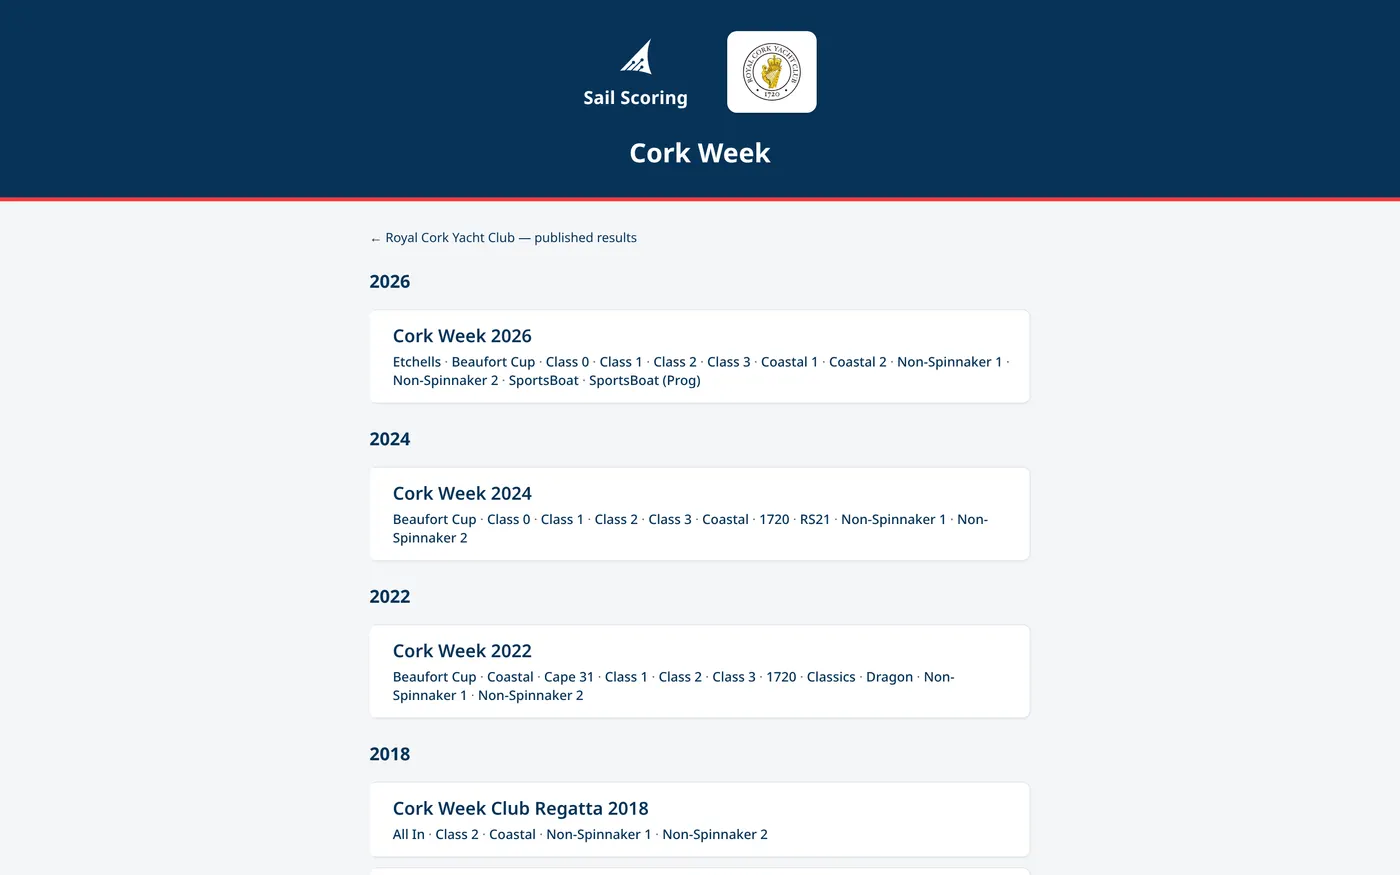 Sail Scoring
ROYAL CORK YACHT CLUB
1720
Cork Week
← Royal Cork Yacht Club — published results
2026
Cork Week 2026
Etchells · Beaufort Cup · Class 0 · Class 1 · Class 2 · Class 3 · Coastal 1 · Coastal 2 · Non-Spinnaker 1 ·
Non-Spinnaker 2 · SportsBoat · SportsBoat (Prog)
2024
Cork Week 2024
Beaufort Cup · Class 0 · Class 1 · Class 2 · Class 3 · Coastal · 1720 · RS21 · Non-Spinnaker 1 · Non-
Spinnaker 2
2022
Cork Week 2022
Beaufort Cup · Coastal · Cape 31 · Class 1 · Class 2 · Class 3 · 1720 · Classics · Dragon · Non-
Spinnaker 1 · Non-Spinnaker 2
2018
Cork Week Club Regatta 2018
All In · Class 2 · Coastal · Non-Spinnaker 1 · Non-Spinnaker 2